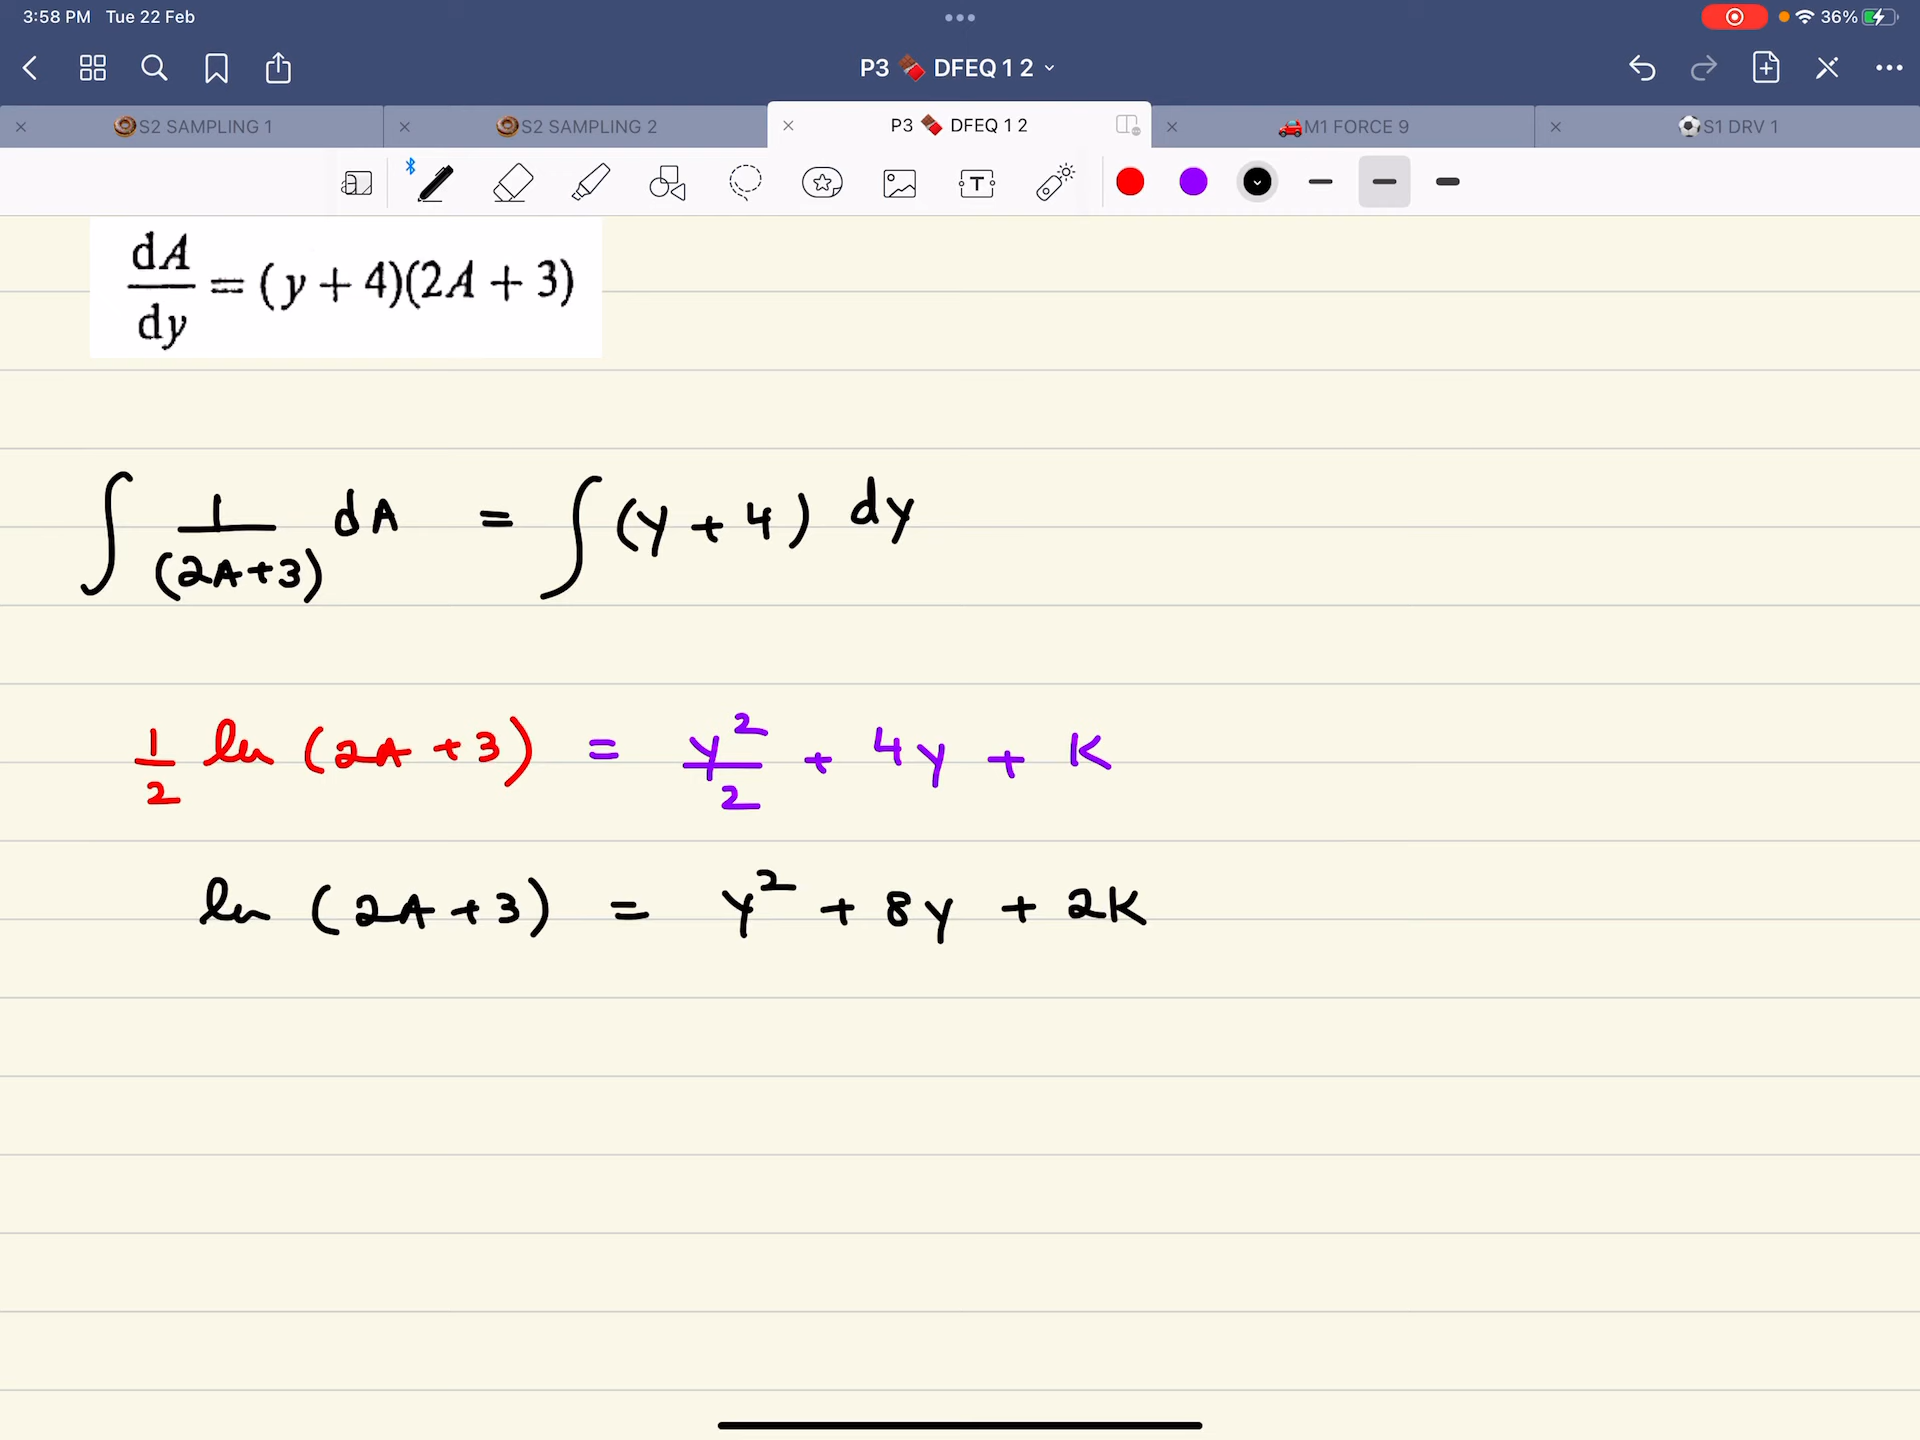 3:58 PM Tue 22 Feb
36%
P3 🍫 DFEQ 1 2
S2 SAMPLING 1
S2 SAMPLING 2
P3 🍫 DFEQ 1 2
M1 FORCE 9
S1 DRV 1
dA/dy = (y + 4)(2A + 3)
∫ 1/(2A+3) dA = ∫ (y + 4) dy
1/2 ln (2A + 3) = y²/2 + 4y + K
ln (2A + 3) = y² + 8y + 2K